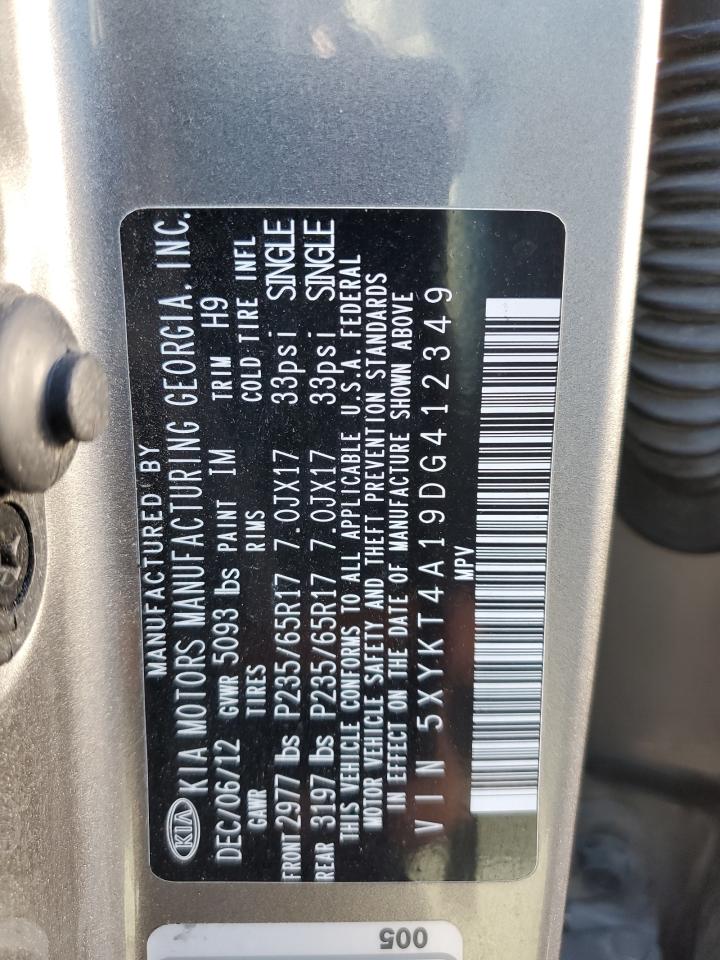 MANUFACTURED BY
KIA KIA MOTORS MANUFACTURING GEORGIA, INC.
DEC/06/12 GVWR 5093 lbs PAINT IM TRIM H9
GAWR TIRES RIMS COLD TIRE INFL
FRONT 2977 lbs P235/65R17 7.0JX17 33psi SINGLE
REAR 3197 lbs P235/65R17 7.0JX17 33psi SINGLE
THIS VEHICLE CONFORMS TO ALL APPLICABLE U.S.A. FEDERAL
MOTOR VEHICLE SAFETY AND THEFT PREVENTION STANDARDS
IN EFFECT ON THE DATE OF MANUFACTURE SHOWN ABOVE
VIN 5XYKT4A19DG412349
MPV
005